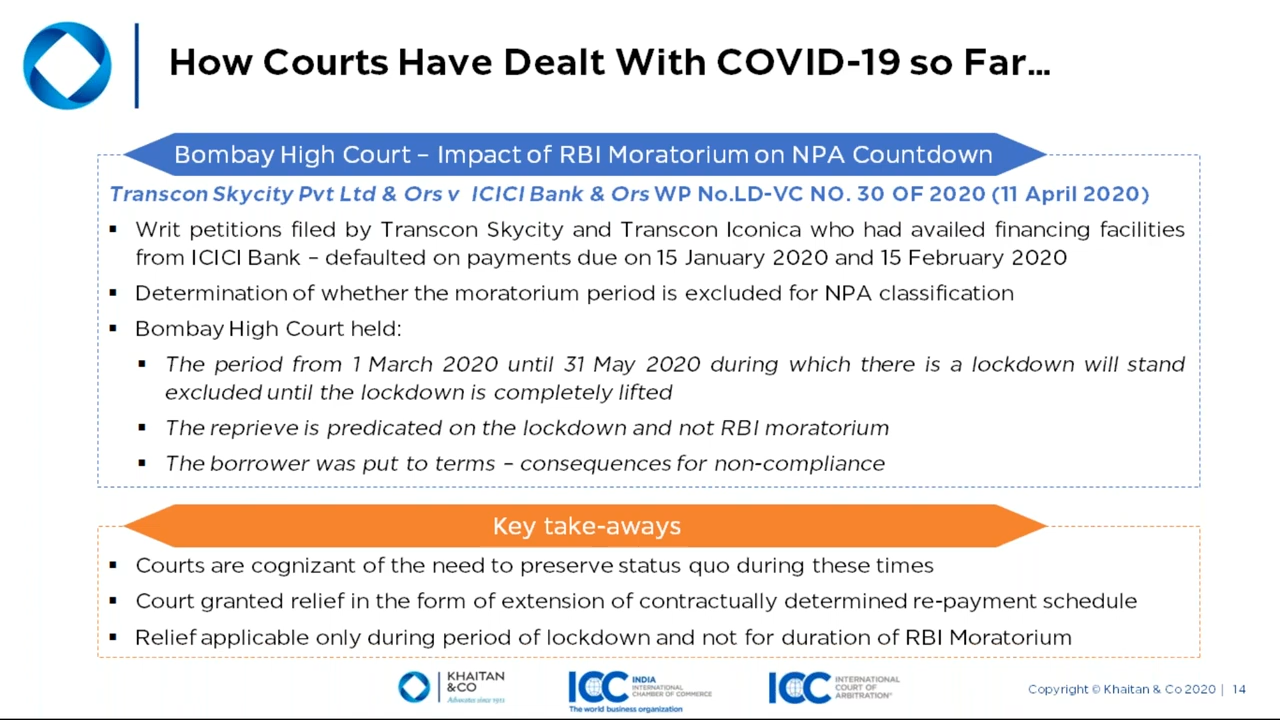 How Courts Have Dealt With COVID-19 so Far...
Bombay High Court – Impact of RBI Moratorium on NPA Countdown
Transcon Skycity Pvt Ltd & Ors v ICICI Bank & Ors WP No.LD-VC NO. 30 OF 2020 (11 April 2020)
▪ Writ petitions filed by Transcon Skycity and Transcon Iconica who had availed financing facilities
from ICICI Bank – defaulted on payments due on 15 January 2020 and 15 February 2020
▪ Determination of whether the moratorium period is excluded for NPA classification
▪ Bombay High Court held:
▪ The period from 1 March 2020 until 31 May 2020 during which there is a lockdown will stand
excluded until the lockdown is completely lifted
▪ The reprieve is predicated on the lockdown and not RBI moratorium
▪ The borrower was put to terms – consequences for non-compliance
Key take-aways
▪ Courts are cognizant of the need to preserve status quo during these times
▪ Court granted relief in the form of extension of contractually determined re-payment schedule
▪ Relief applicable only during period of lockdown and not for duration of RBI Moratorium
KHAITAN
&CO
Advocates since 1911
ICC
INDIA
INTERNATIONAL
CHAMBER OF COMMERCE
The world business organization
ICC
INTERNATIONAL
COURT OF
ARBITRATION®
Copyright © Khaitan & Co 2020 | 14